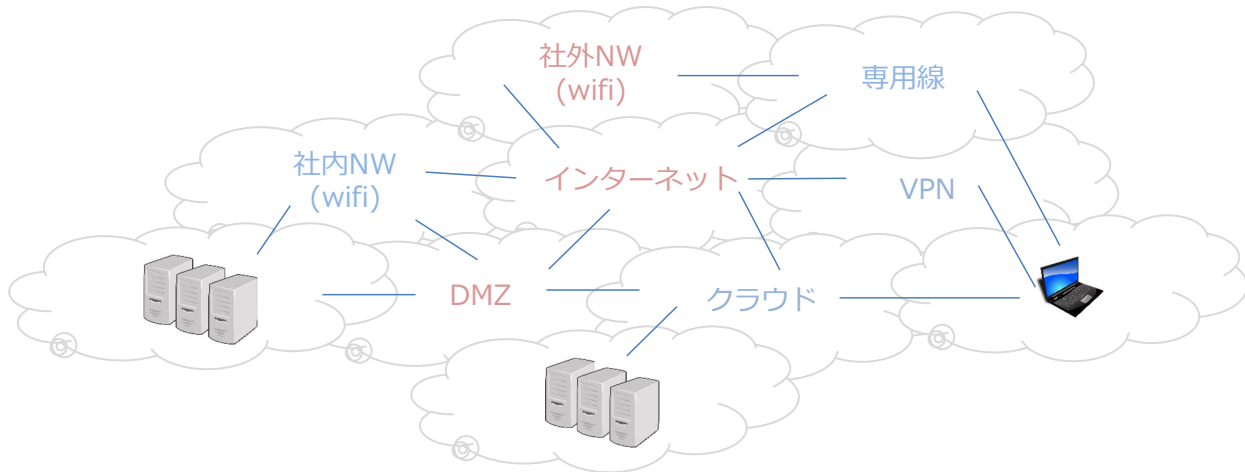 社外NW
(wifi)
専用線
社内NW
(wifi)
インターネット
VPN
DMZ
クラウド